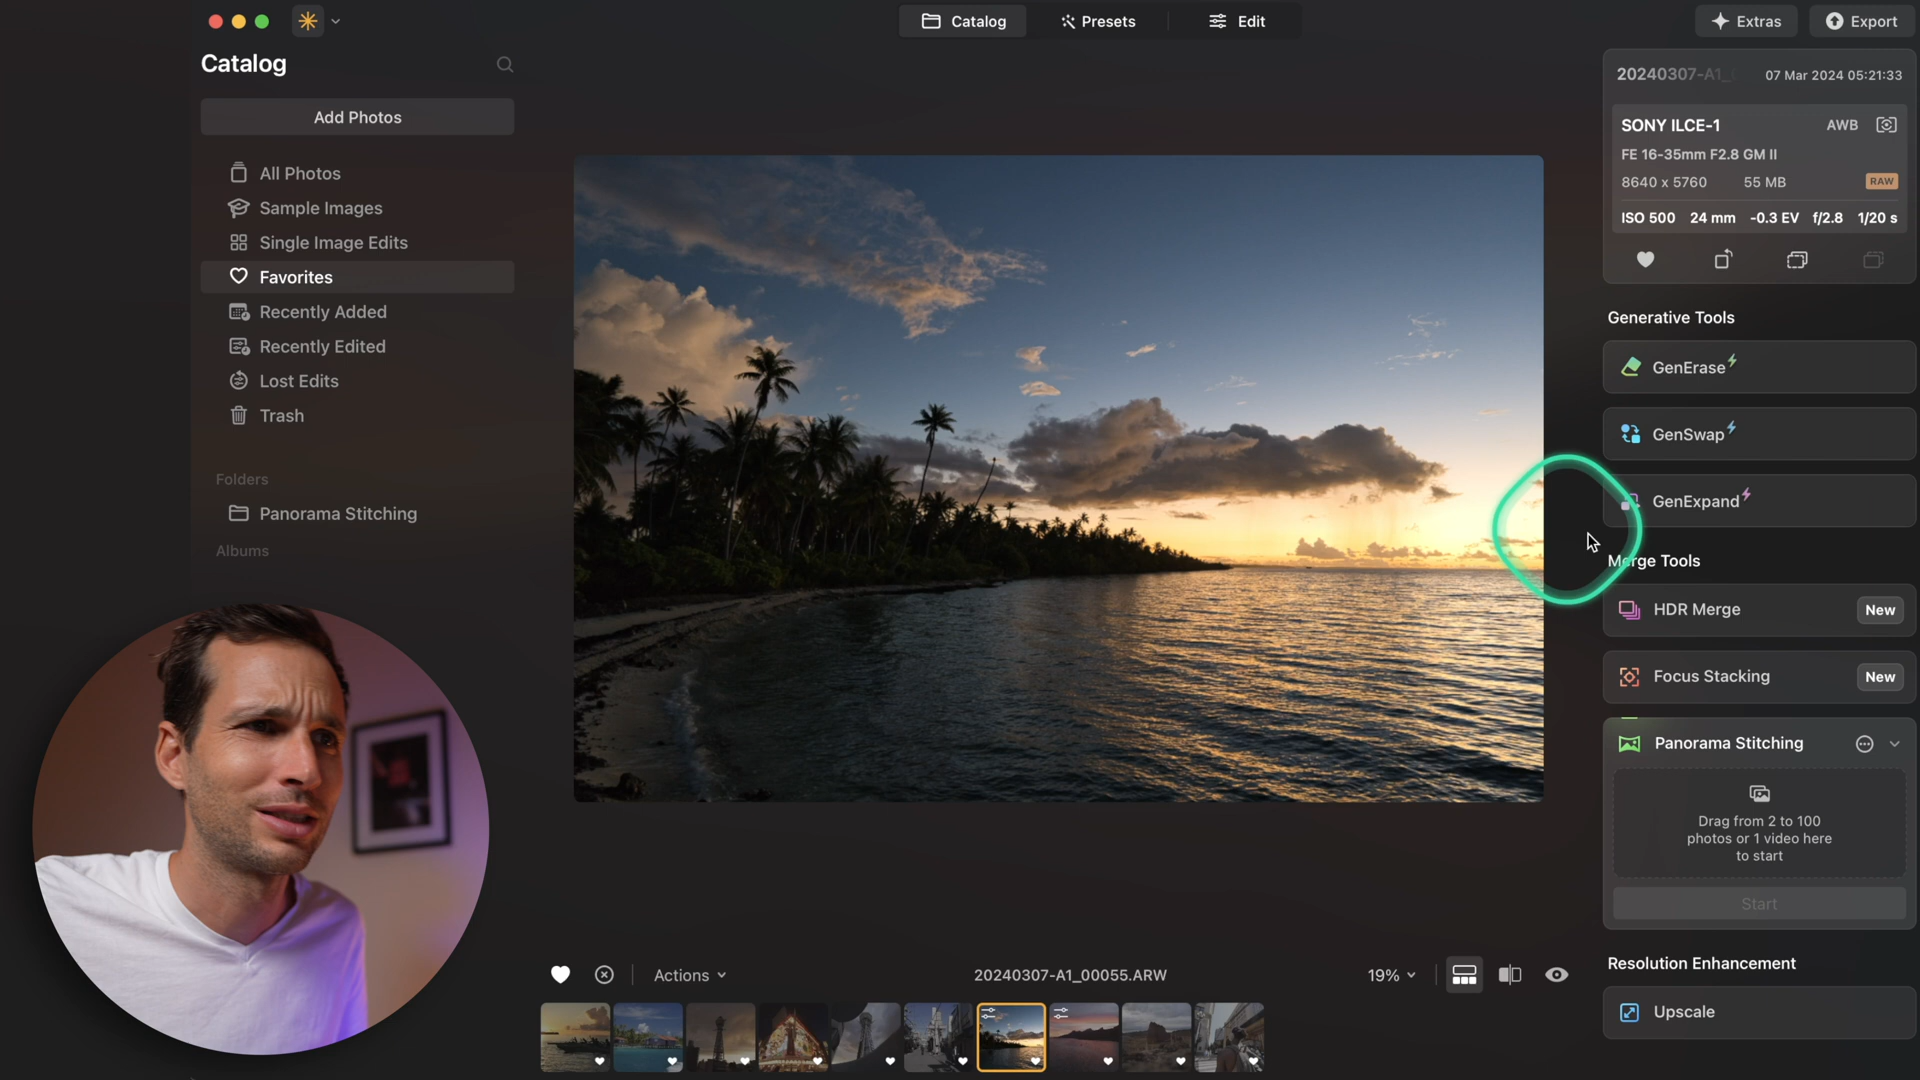 Catalog
Presets
Edit
Extras
Export
Catalog
Add Photos
All Photos
Sample Images
Single Image Edits
Favorites
Recently Added
Recently Edited
Lost Edits
Trash
Folders
Panorama Stitching
Albums
20240307-A1_
07 Mar 2024 05:21:33
SONY ILCE-1
AWB
FE 16-35mm F2.8 GM II
8640 x 5760 55 MB
RAW
ISO 500 24 mm -0.3 EV f/2.8 1/20 s
Generative Tools
GenErase
GenSwap
GenExpand
Merge Tools
HDR Merge
New
Focus Stacking
New
Panorama Stitching
Drag from 2 to 100
photos or 1 video here
to start
Start
Resolution Enhancement
Upscale
Actions
20240307-A1_00055.ARW
19%